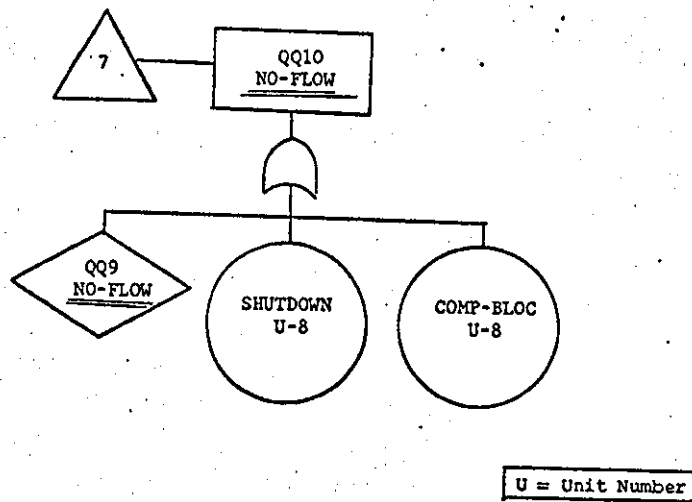 7
QQ10
NO-FLOW
QQ9
NO-FLOW
SHUTDOWN
U-8
COMP-BLOC
U-8
U = Unit Number